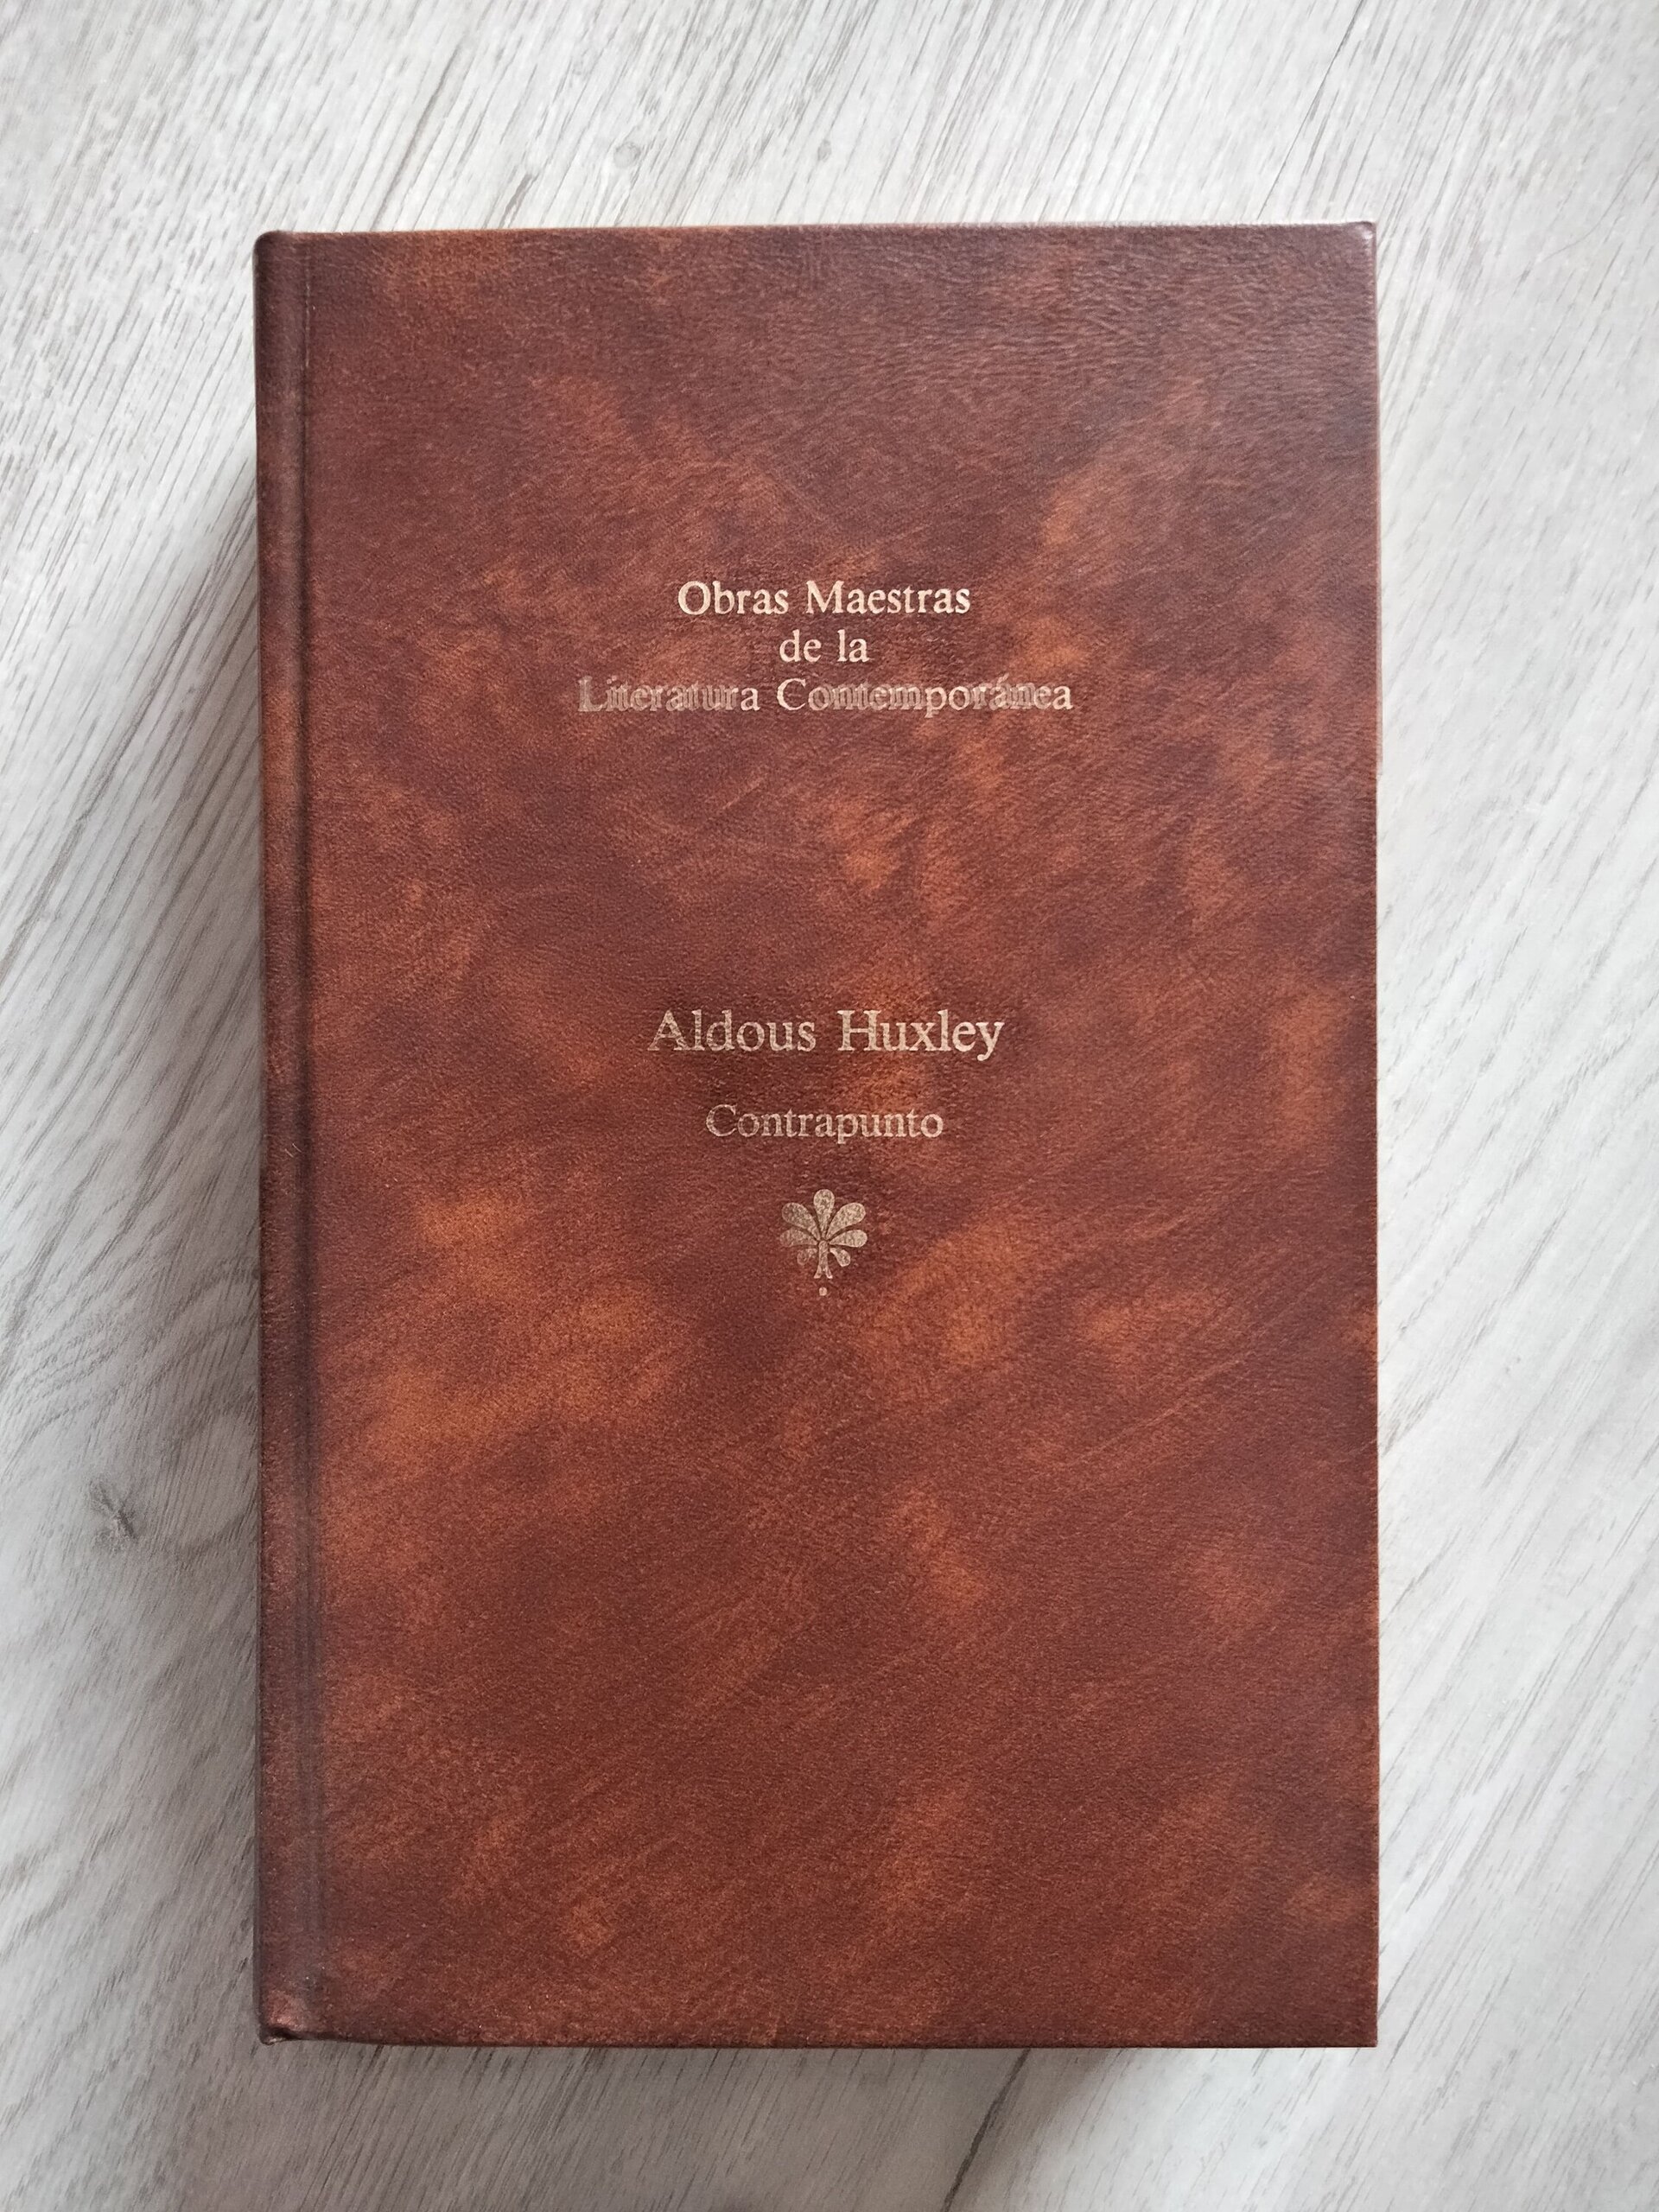 Obras Maestras
de la
Literatura Contemporánea
Aldous Huxley
Contrapunto